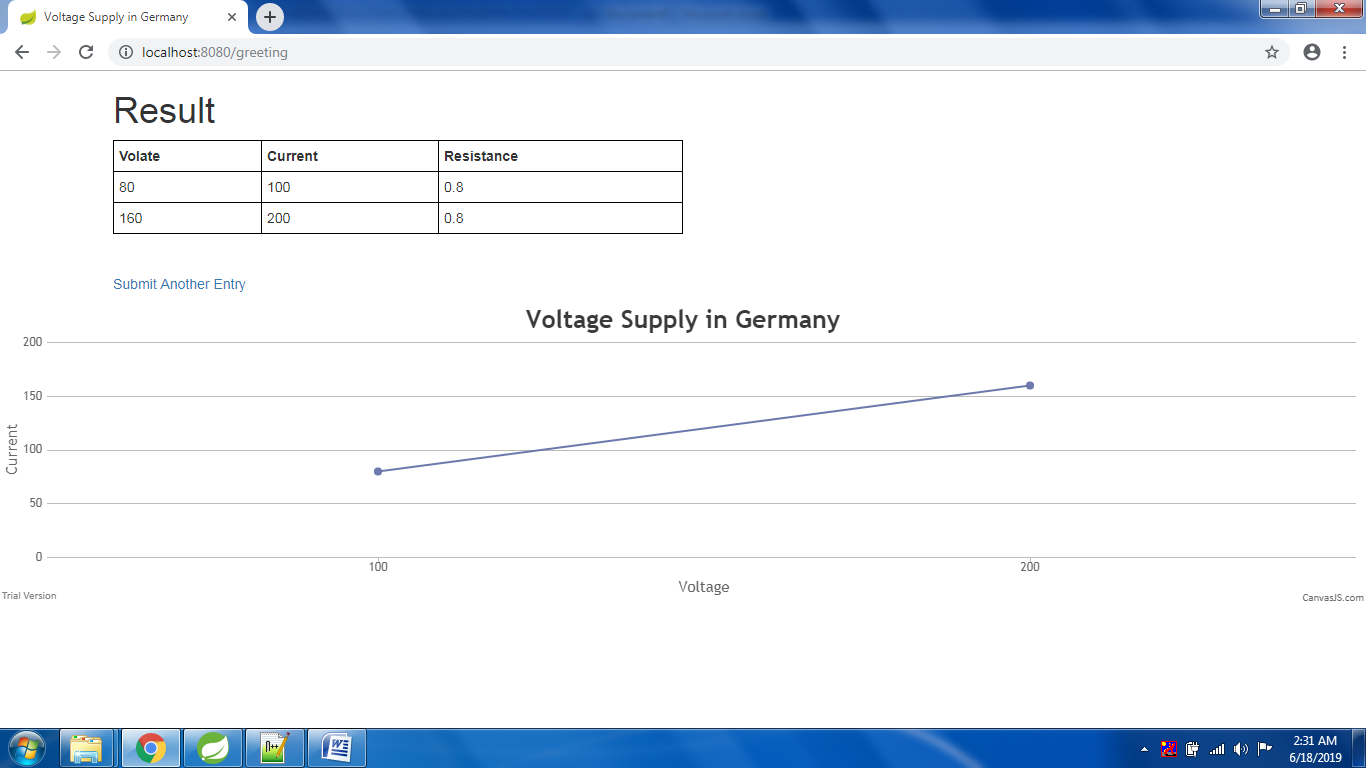 Voltage Supply in Germany
localhost:8080/greeting
Result
Volate Current Resistance
80 100 0.8
160 200 0.8
Submit Another Entry
Voltage Supply in Germany
200
150
100
50
0
Current
100 200
Voltage
Trial Version
CanvasJS.com
2:31 AM
6/18/2019